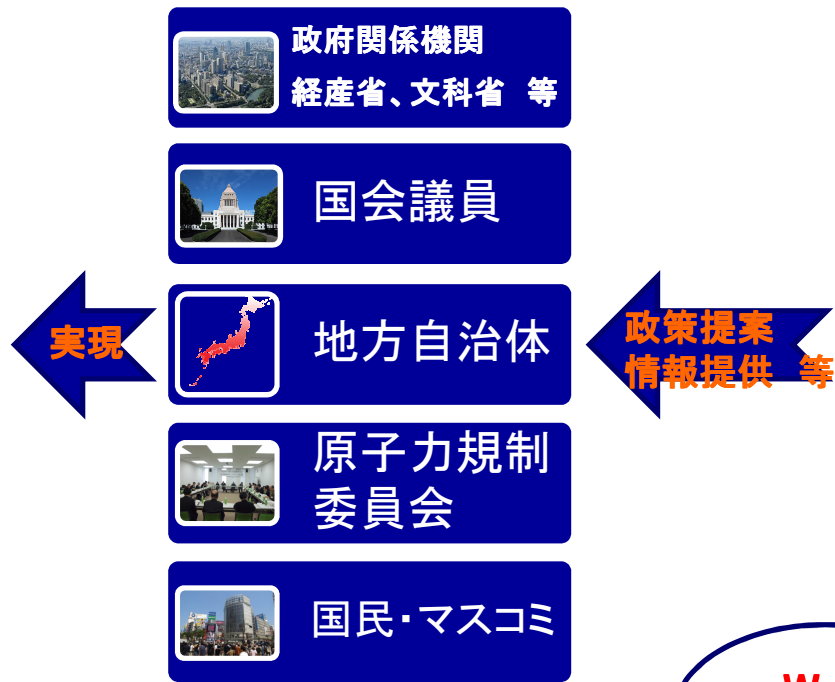 政府関係機関
経産省、文科省　等
国会議員
実現
地方自治体
政策提案
情報提供　等
原子力規制
委員会
国民・マスコミ
W